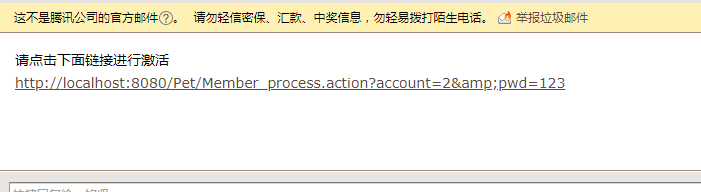 这不是腾讯公司的官方邮件?。 请勿轻信密保、汇款、中奖信息，勿轻易拨打陌生电话。 举报垃圾邮件
请点击下面链接进行激活
http://localhost:8080/Pet/Member_process.action?account=2&amp;pwd=123